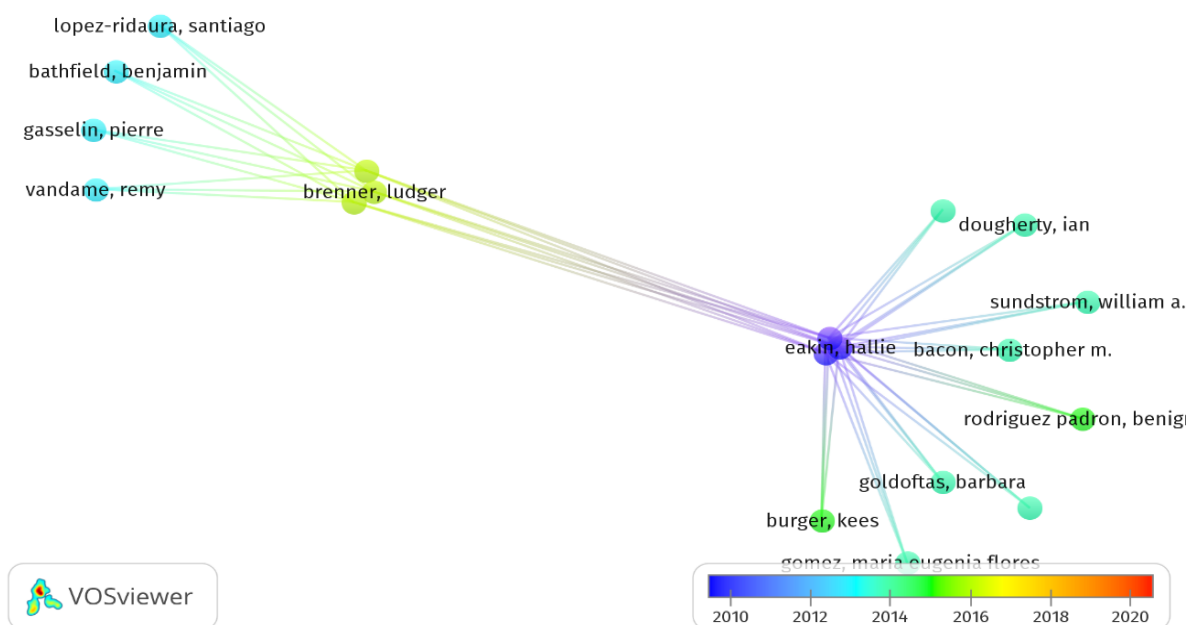 lopez-ridaura, santiago
bathfield, benjamin
gasselin, pierre
vandame, remy
brenner, ludger
dougherty, ian
sundstrom, william a.
eakin, hallie
bacon, christopher m.
rodriguez padron, benign
goldoftas, barbara
burger, kees
gomez, maria eugenia flores
VOSviewer
2010 2012 2014 2016 2018 2020